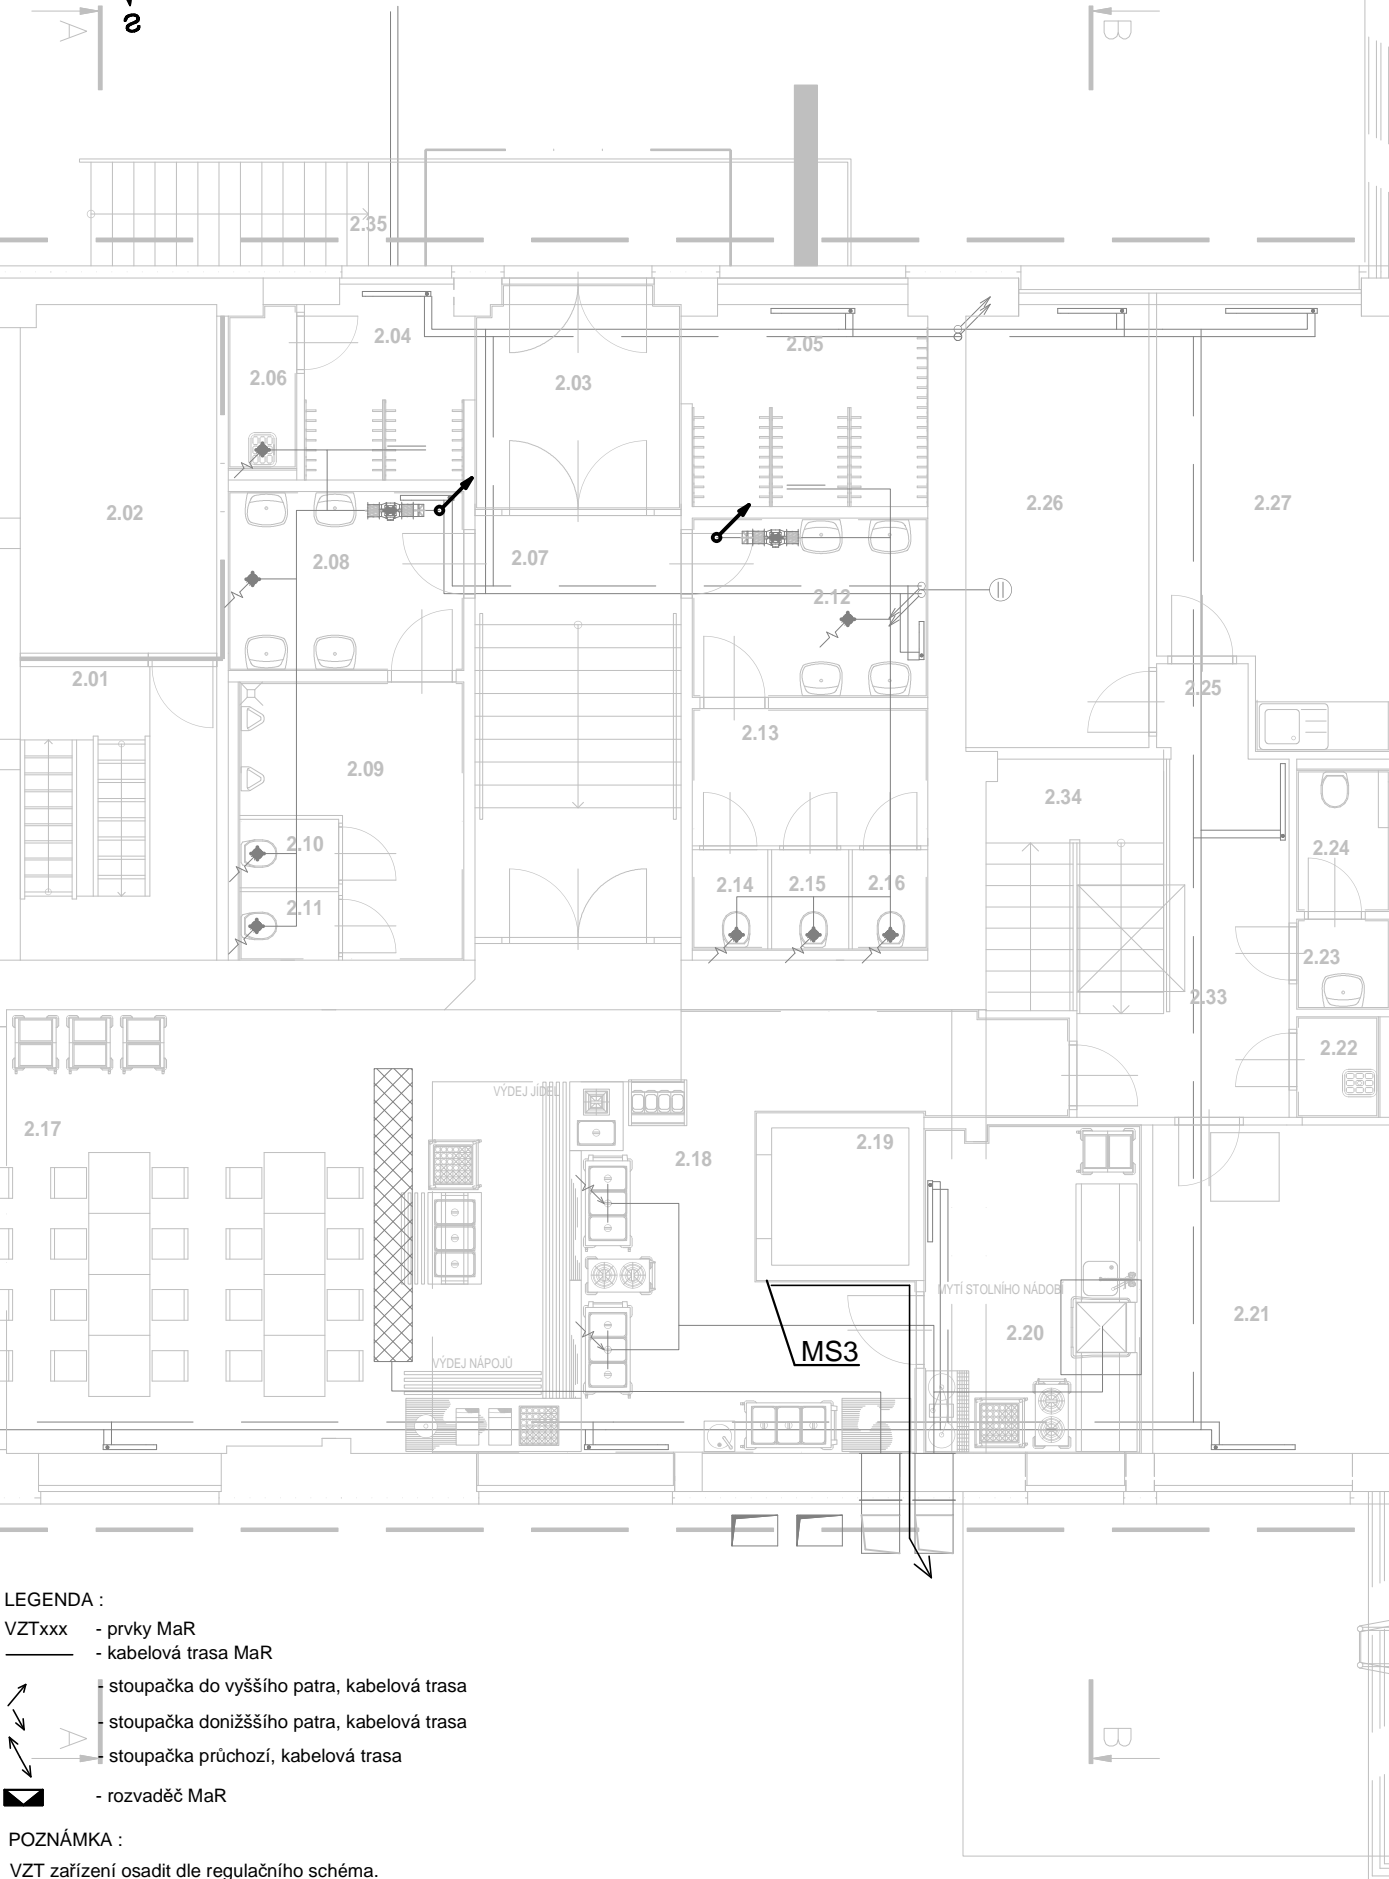 A
S
B
2.35
2.04
2.05
2.06
2.03
2.02
2.26
2.27
2.08
2.07
2.12
2.01
2.25
2.13
2.09
2.34
2.10
2.24
2.14
2.15
2.16
2.11
2.23
2.33
2.22
VÝDEJ JÍDEL
2.17
2.18
2.19
MYTÍ STOLNÍHO NÁDOBÍ
2.21
2.20
MS3
VÝDEJ NÁPOJŮ
LEGENDA :
VZTxxx - prvky MaR
- kabelová trasa MaR
- stoupačka do vyššího patra, kabelová trasa
- stoupačka donižššího patra, kabelová trasa
A
B
- stoupačka průchozí, kabelová trasa
- rozvaděč MaR
POZNÁMKA :
VZT zařízení osadit dle regulačního schéma.